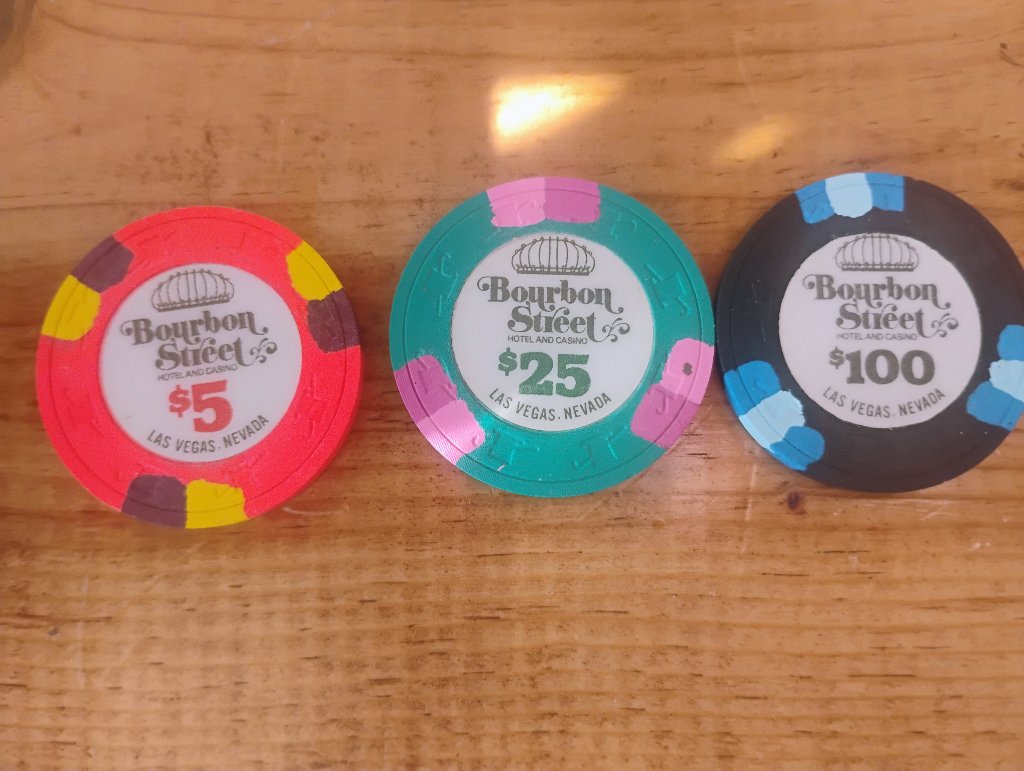 Bourbon
Street
HOTEL AND CASINO
$5
LAS VEGAS, NEVADA
Bourbon
Street
HOTEL AND CASINO
$25
LAS VEGAS, NEVADA
Bourbon
Street
HOTEL AND CASINO
$100
LAS VEGAS, NEVADA